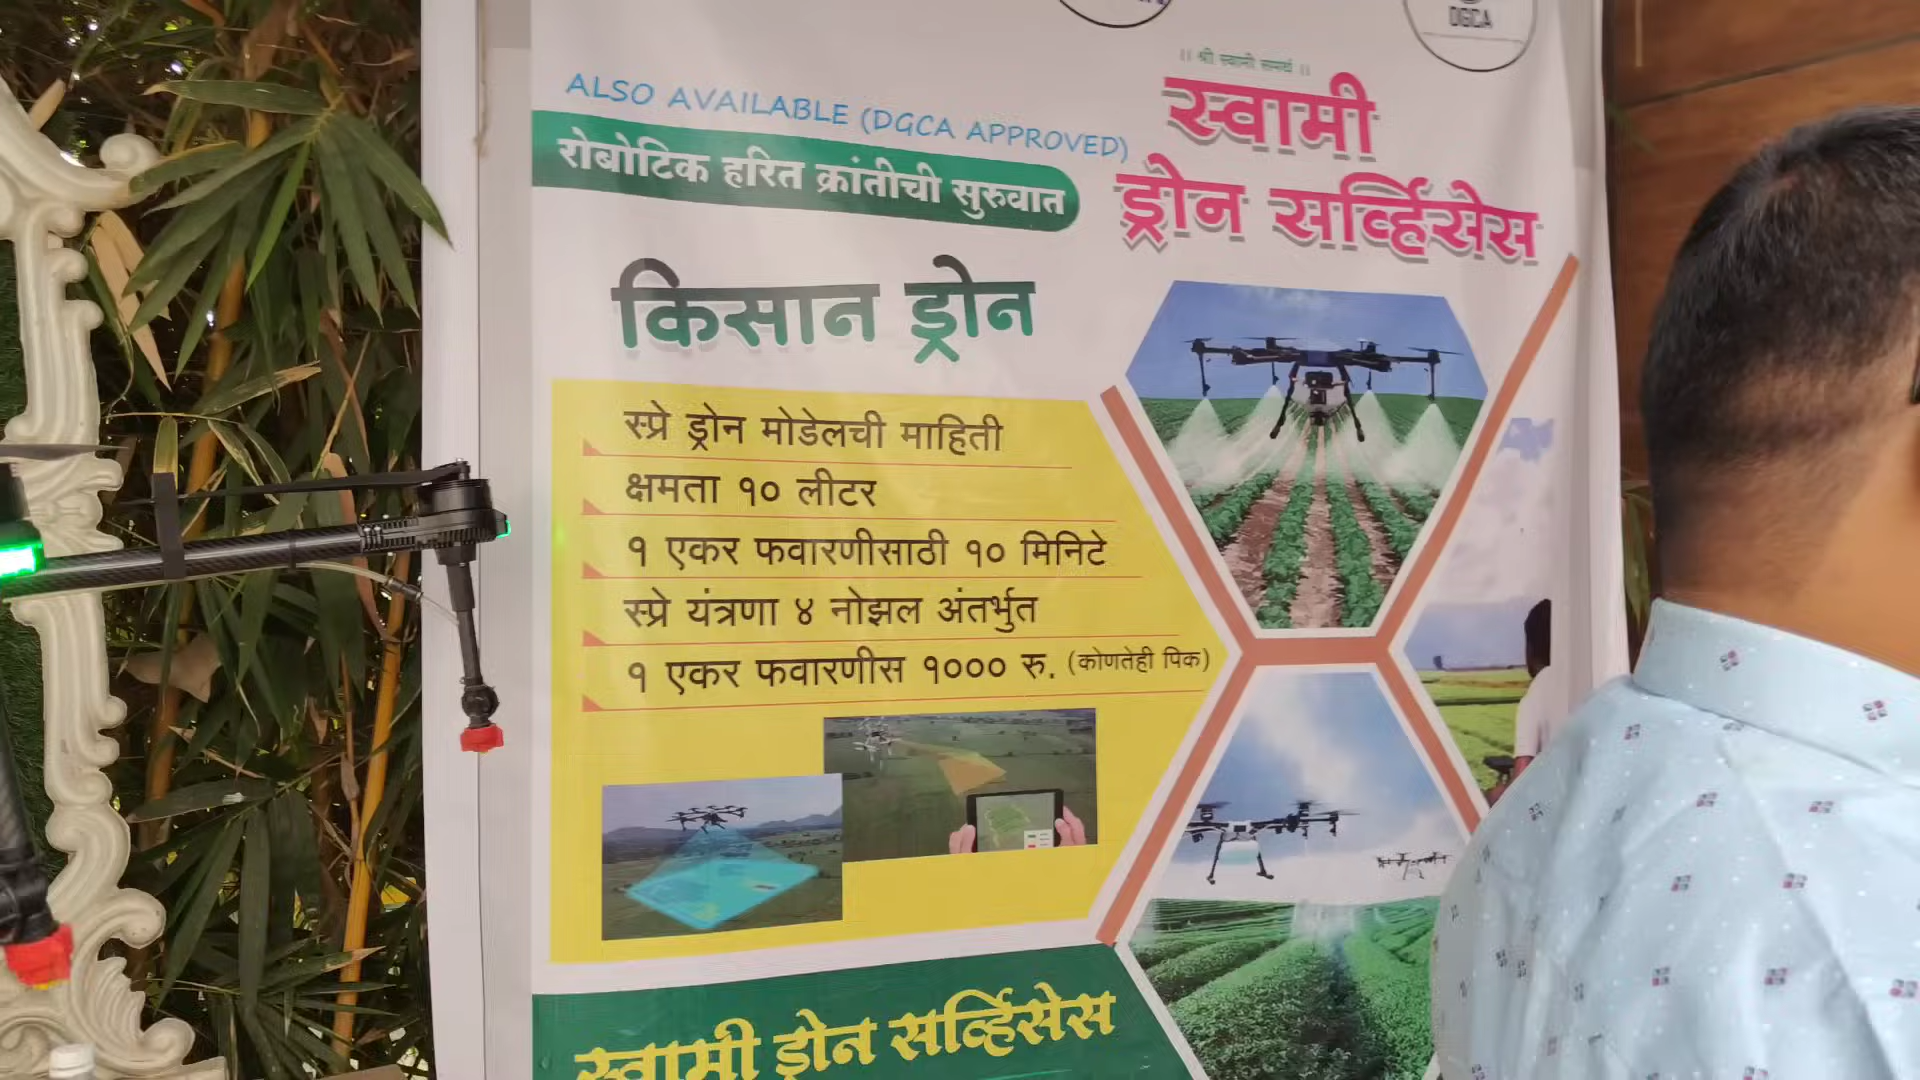 DGCA
॥ श्री स्वामी समर्थ ॥
स्वामी
ड्रोन सर्व्हिसेस
ALSO AVAILABLE (DGCA APPROVED)
रोबोटिक हरित क्रांतीची सुरुवात
किसान ड्रोन
स्प्रे ड्रोन मोडेलची माहिती
क्षमता १० लीटर
१ एकर फवारणीसाठी १० मिनिटे
स्प्रे यंत्रणा ४ नोझल अंतर्भुत
१ एकर फवारणीस १००० रु. (कोणतेही पिक)
स्वामी ड्रोन सर्व्हिसेस